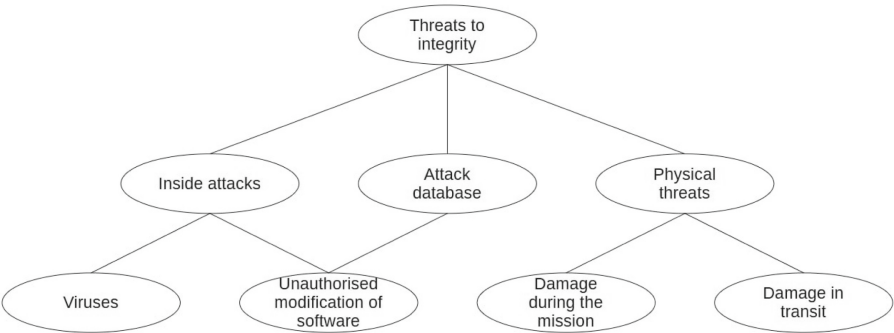 Threats to
integrity
Inside attacks
Attack
database
Physical
threats
Viruses
Unauthorised
modification of
software
Damage
during the
mission
Damage in
transit